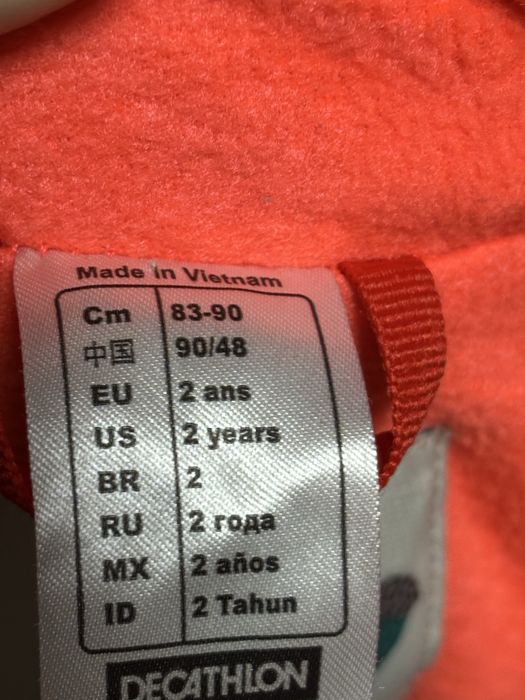 Made in Vietnam
Cm 83-90
中国 90/48
EU 2 ans
US 2 years
BR 2
RU 2 года
MX 2 años
ID 2 Tahun
DECATHLON